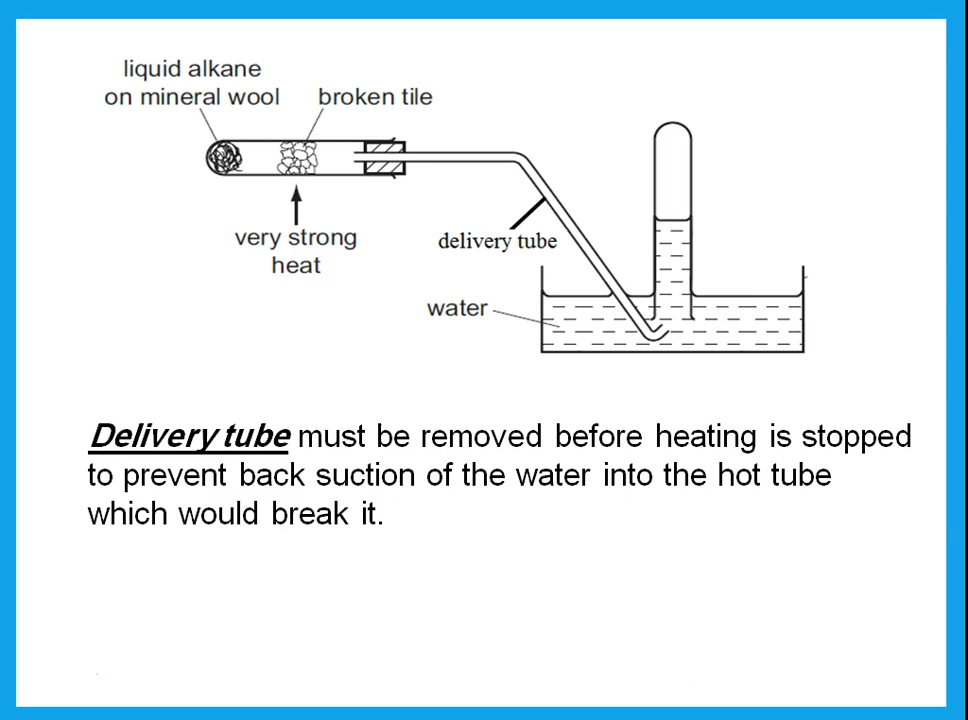 liquid alkane
on mineral wool
broken tile
very strong
heat
delivery tube
water
Delivery tube must be removed before heating is stopped
to prevent back suction of the water into the hot tube
which would break it.